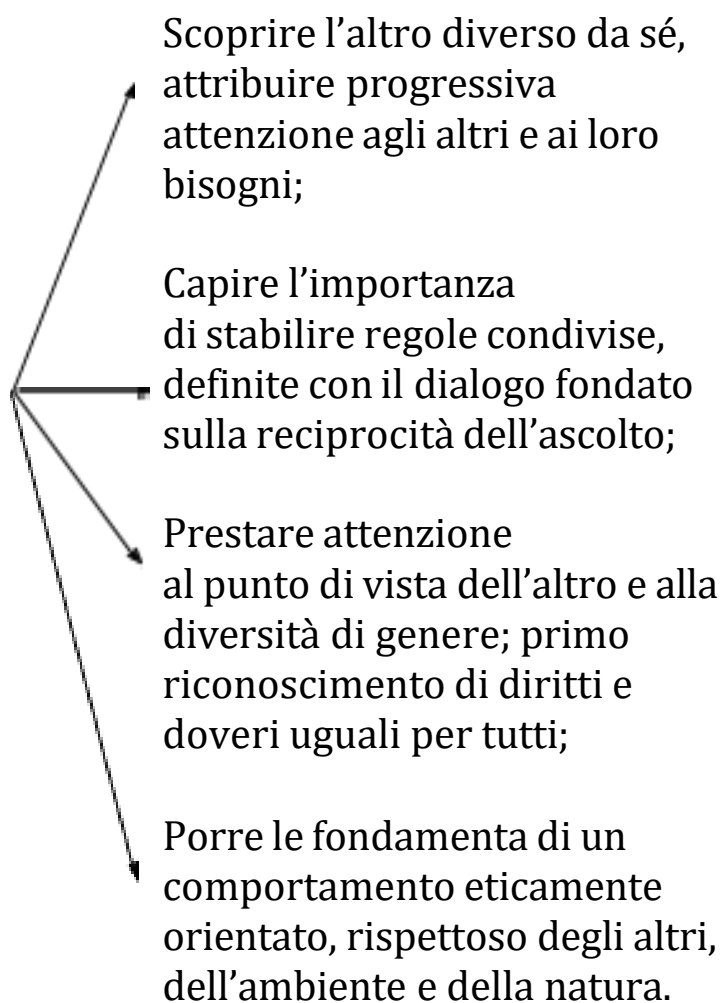 Scoprire l’altro diverso da sé,
attribuire progressiva
attenzione agli altri e ai loro
bisogni;
Capire l’importanza
di stabilire regole condivise,
definite con il dialogo fondato
sulla reciprocità dell’ascolto;
Prestare attenzione
al punto di vista dell’altro e alla
diversità di genere; primo
riconoscimento di diritti e
doveri uguali per tutti;
Porre le fondamenta di un
comportamento eticamente
orientato, rispettoso degli altri,
dell’ambiente e della natura.